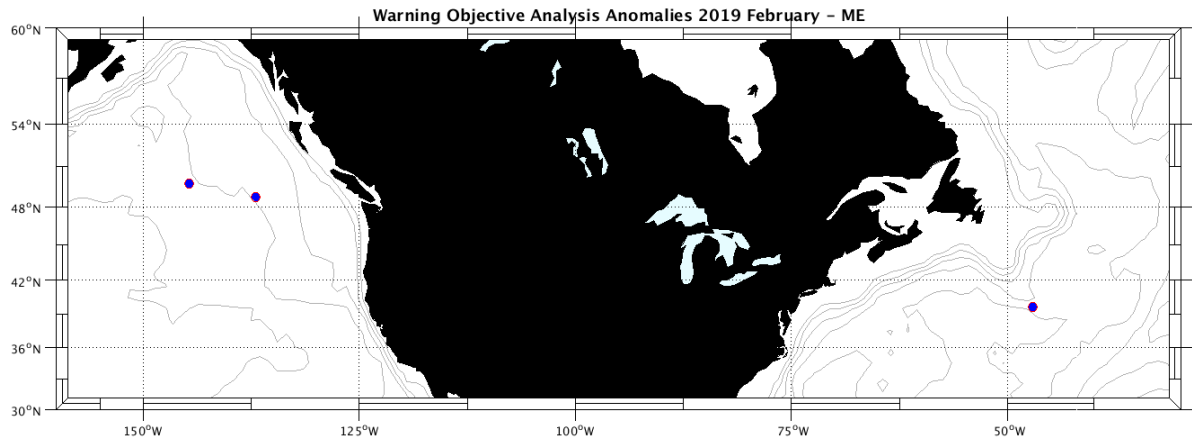 Warning Objective Analysis Anomalies 2019 February – ME
60°N
54°N
48°N
42°N
36°N
30°N
150°W
125°W
100°W
75°W
50°W